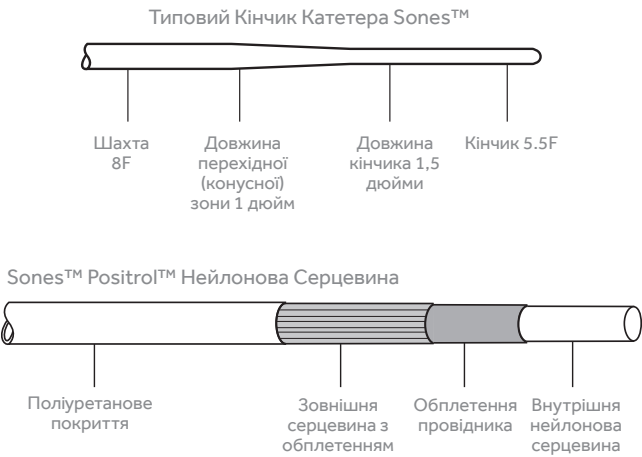 Типовий Кінчик Катетера Sones™
Шахта
8F
Довжина
перехідної
(конусної)
зони 1 дюйм
Довжина
кінчика 1,5
дюйми
Кінчик 5.5F
Sones™ Positrol™ Нейлонова Серцевина
Поліуретанове
покриття
Зовнішня
серцевина з
обплетенням
Обплетення
провідника
Внутрішня
нейлонова
серцевина